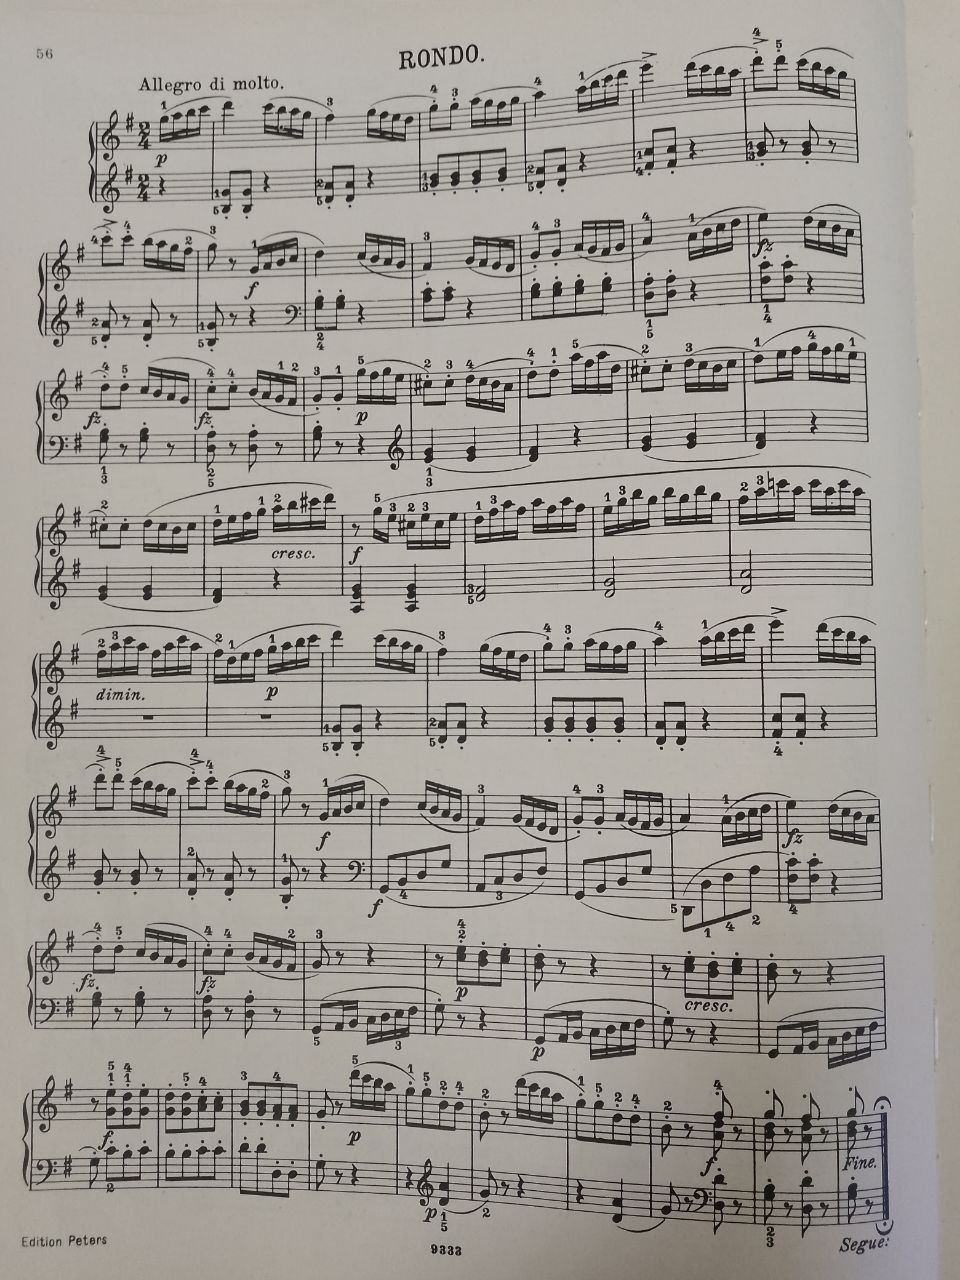 56
RONDO.
Allegro di molto.
p
f
fz
fz fz p
cresc. f
dimin. p
f fz
f
fz fz p cresc.
p
f p f Fine.
p
Edition Peters
9333
Segue: